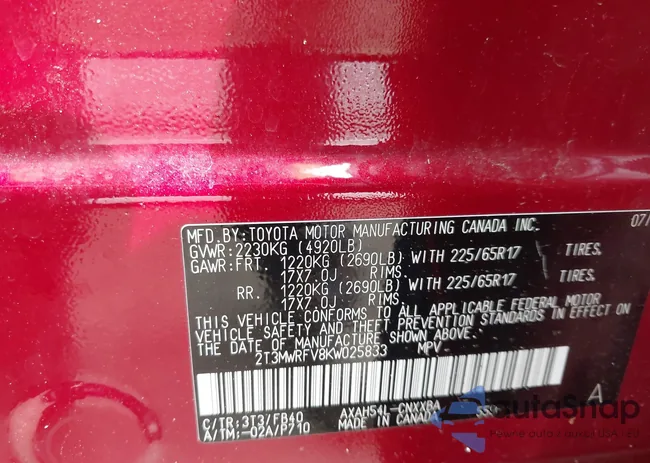 MFD. BY: TOYOTA MOTOR MANUFACTURING CANADA INC. 07/
GVWR: 2230KG (4920LB)
GAWR: FRT 1220KG (2690LB) WITH 225/65R17 TIRES.
17X7.0J RIMS.
RR. 1220KG (2690LB) WITH 225/65R17 TIRES.
17X7.0J RIMS.
THIS VEHICLE CONFORMS TO ALL APPLICABLE FEDERAL MOTOR
VEHICLE SAFETY AND THEFT PREVENTION STANDARDS IN EFFECT ON
THE DATE OF MANUFACTURE SHOWN ABOVE.
2T3MWRFV8KW025833 MPV
A
C/TR: 3T3/FB40 AXAH54L-CNXXBA
A/TM: -02A/P710 MADE IN CANADA
autoSnap